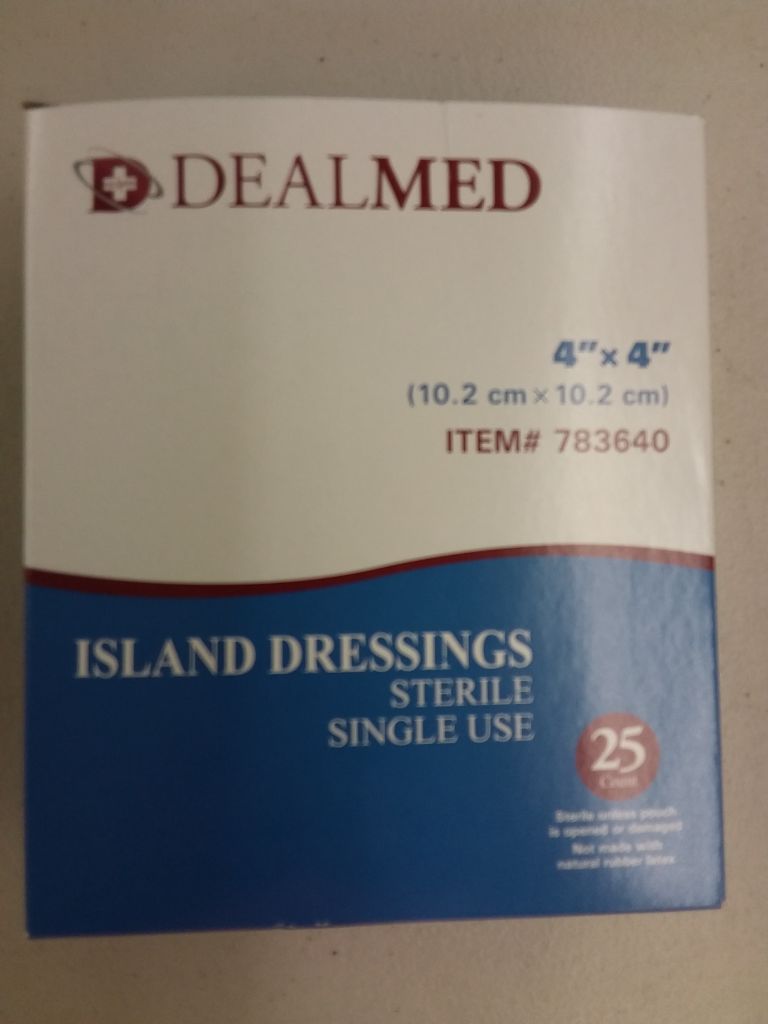 DEALMED
4" x 4"
(10.2 cm × 10.2 cm)
ITEM# 783640
ISLAND DRESSINGS
STERILE
SINGLE USE
25
Count
Sterile unless pouch
is opened or damaged
Not made with
natural rubber latex